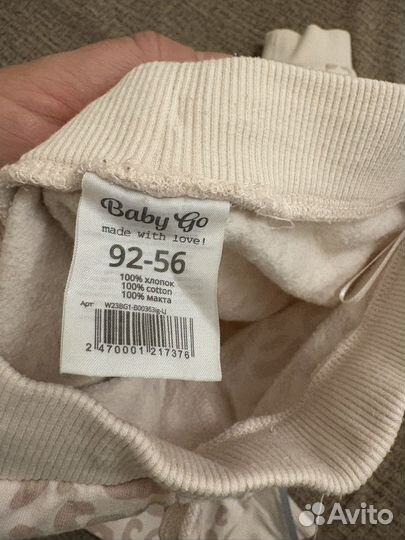 Baby Go
made with love!
92-56
100% хлопок
100% cotton
100% мақта
Арт W23BG1-B00363ig-Ц
2 470001 217376
Avito